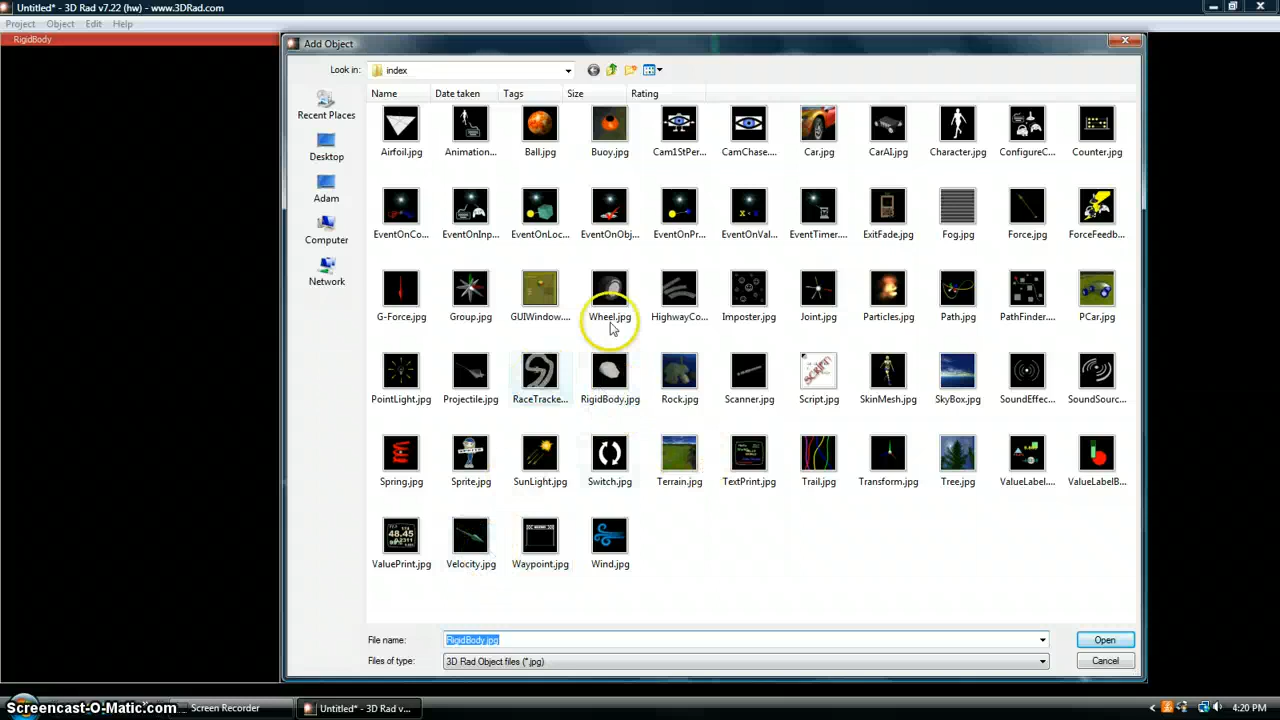 Untitled* - 3D Rad v7.22 (hw) - www.3DRad.com
Project Object Edit Help
RigidBody
Add Object
Look in: index
Name Date taken Tags Size Rating
Recent Places
Desktop
Adam
Computer
Network
Airfoil.jpg Animation... Ball.jpg Buoy.jpg Cam1stPer... CamChase.... Car.jpg CarAI.jpg Character.jpg ConfigureC... Counter.jpg
EventOnCo... EventOnInp... EventOnLoc... EventOnObj... EventOnPr... EventOnVal... EventTimer.... ExitFade.jpg Fog.jpg Force.jpg ForceFeedb...
G-Force.jpg Group.jpg GUIWindow.... Wheel.jpg HighwayCo... Imposter.jpg Joint.jpg Particles.jpg Path.jpg PathFinder.... PCar.jpg
PointLight.jpg Projectile.jpg RaceTracke... RigidBody.jpg Rock.jpg Scanner.jpg Script.jpg SkinMesh.jpg SkyBox.jpg SoundEffec... SoundSourc...
Spring.jpg Sprite.jpg SunLight.jpg Switch.jpg Terrain.jpg TextPrint.jpg Trail.jpg Transform.jpg Tree.jpg ValueLabel.... ValueLabelB...
ValuePrint.jpg Velocity.jpg Waypoint.jpg Wind.jpg
File name: RigidBody.jpg Open
Files of type: 3D Rad Object files (*.jpg) Cancel
Screencast-O-Matic.com Screen Recorder Untitled* - 3D Rad v... 4:20 PM